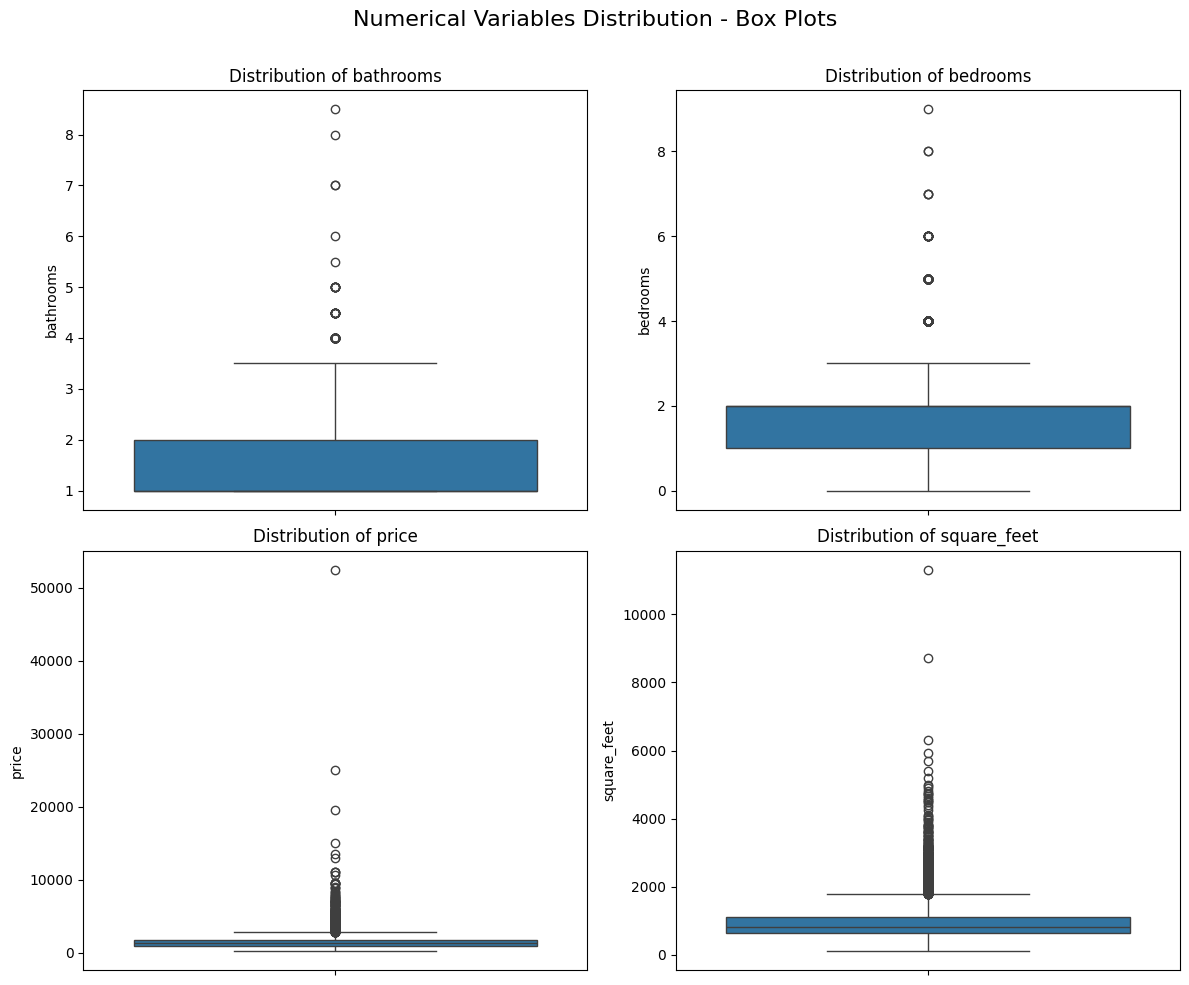 Numerical Variables Distribution - Box Plots
Distribution of bathrooms
bathrooms
8
7
6
5
4
3
2
1
Distribution of bedrooms
bedrooms
8
6
4
2
0
Distribution of price
price
50000
40000
30000
20000
10000
0
Distribution of square_feet
square_feet
10000
8000
6000
4000
2000
0